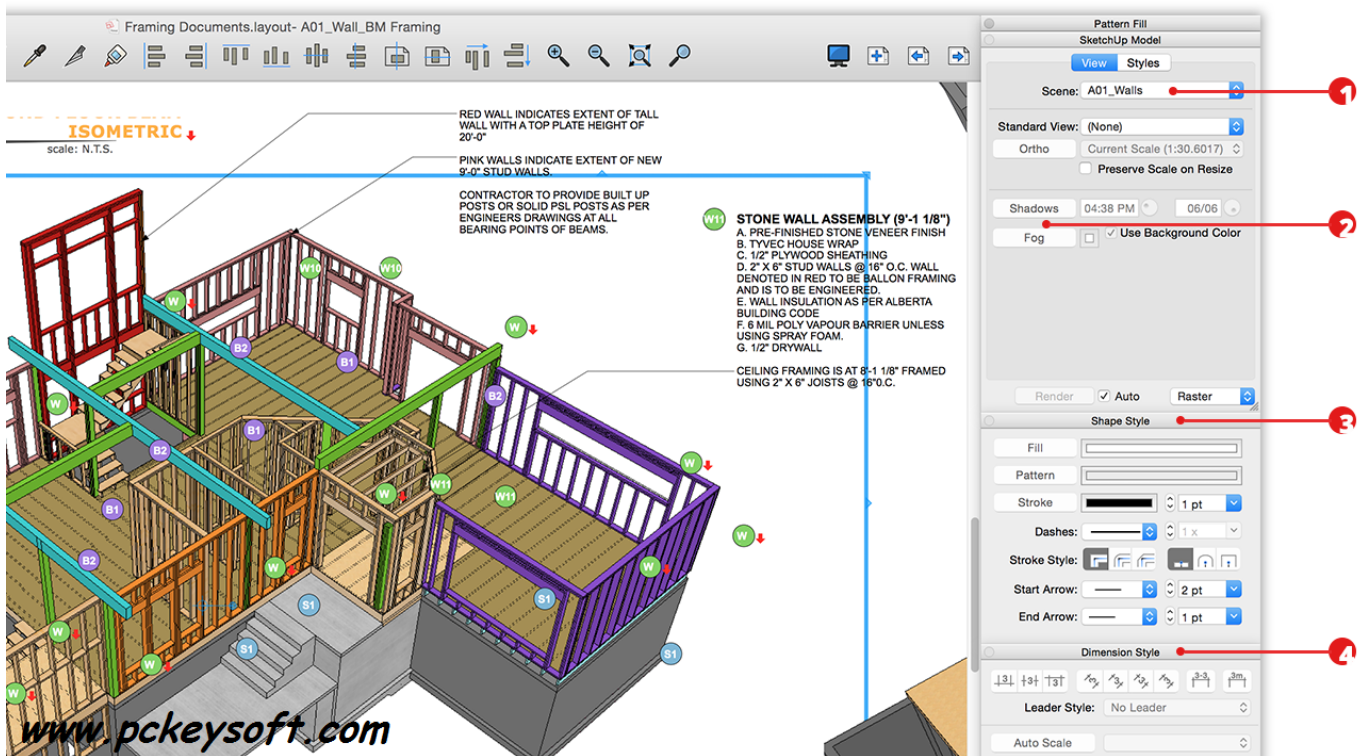 Framing Documents.layout- A01_Wall_BM Framing
ISOMETRIC
scale: N.T.S.
RED WALL INDICATES EXTENT OF TALL
WALL WITH A TOP PLATE HEIGHT OF
20'-0"
PINK WALLS INDICATE EXTENT OF NEW
9'-0" STUD WALLS.
CONTRACTOR TO PROVIDE BUILT UP
POSTS OR SOLID PSL POSTS AS PER
ENGINEERS DRAWINGS AT ALL
BEARING POINTS OF BEAMS.
W11
STONE WALL ASSEMBLY (9'-1 1/8")
A. PRE-FINISHED STONE VENEER FINISH
B. TYVEC HOUSE WRAP
C. 1/2" PLYWOOD SHEATHING
D. 2" X 6" STUD WALLS @ 16" O.C. WALL
DENOTED IN RED TO BE BALLON FRAMING
AND IS TO BE ENGINEERED.
E. WALL INSULATION AS PER ALBERTA
BUILDING CODE
F. 6 MIL POLY VAPOUR BARRIER UNLESS
USING SPRAY FOAM.
G. 1/2" DRYWALL
CEILING FRAMING IS AT 8'-1 1/8" FRAMED
USING 2" X 6" JOISTS @ 16"O.C.
W10
W10
W
W
B2
B1
B2
W
B1
B2
W
W11
W
W11
B1
W
B2
W
W
S1
S1
W
S1
W
S1
W
www.pckeysoft.com
Pattern Fill
SketchUp Model
View Styles
Scene: A01_Walls
1
Standard View: (None)
Ortho Current Scale (1:30.6017)
Preserve Scale on Resize
Shadows 04:38 PM 06/06
2
Fog Use Background Color
Render Auto Raster
Shape Style
3
Fill
Pattern
Stroke 1 pt
Dashes: 1 x
Stroke Style:
Start Arrow: 2 pt
End Arrow: 1 pt
Dimension Style
4
Leader Style: No Leader
Auto Scale